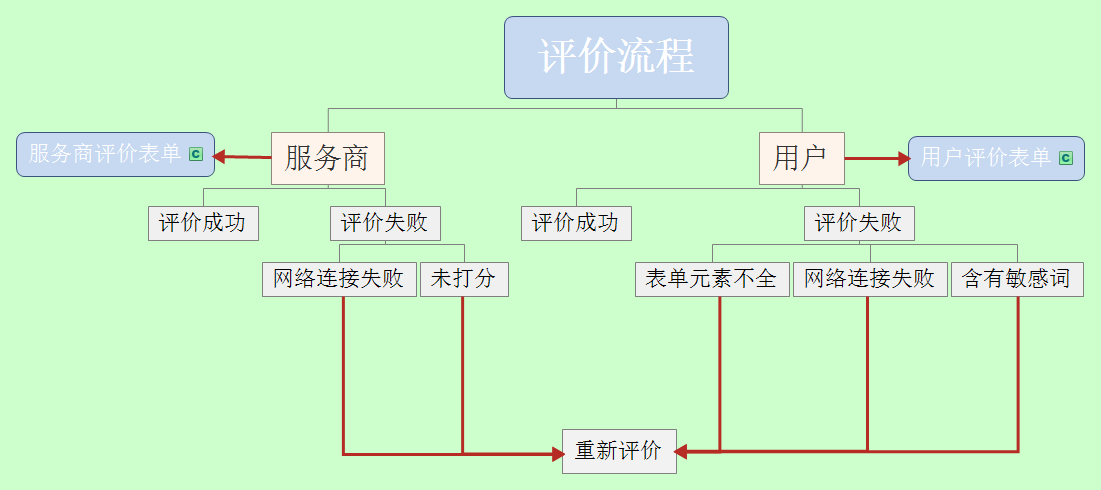 评价流程
服务商评价表单 C
服务商
用户
用户评价表单 C
评价成功
评价失败
评价成功
评价失败
网络连接失败
未打分
表单元素不全
网络连接失败
含有敏感词
重新评价